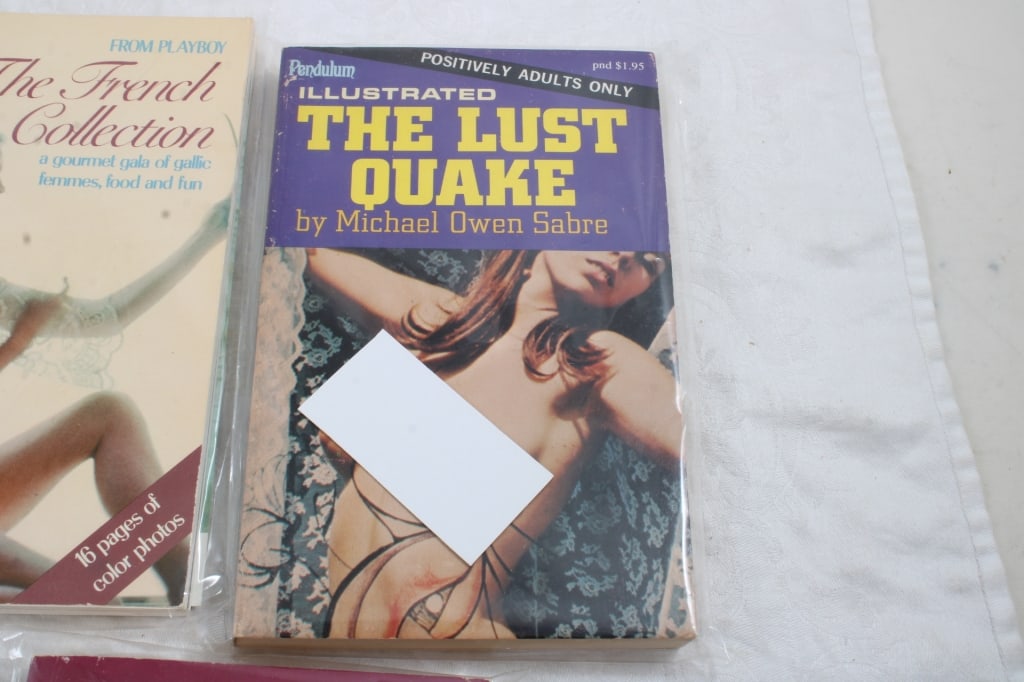 FROM PLAYBOY
The French
Collection
a gourmet gala of gallic
femmes, food and fun
16 pages of
color photos
Pendulum
POSITIVELY ADULTS ONLY
pnd $1.95
ILLUSTRATED
THE LUST
QUAKE
by Michael Owen Sabre